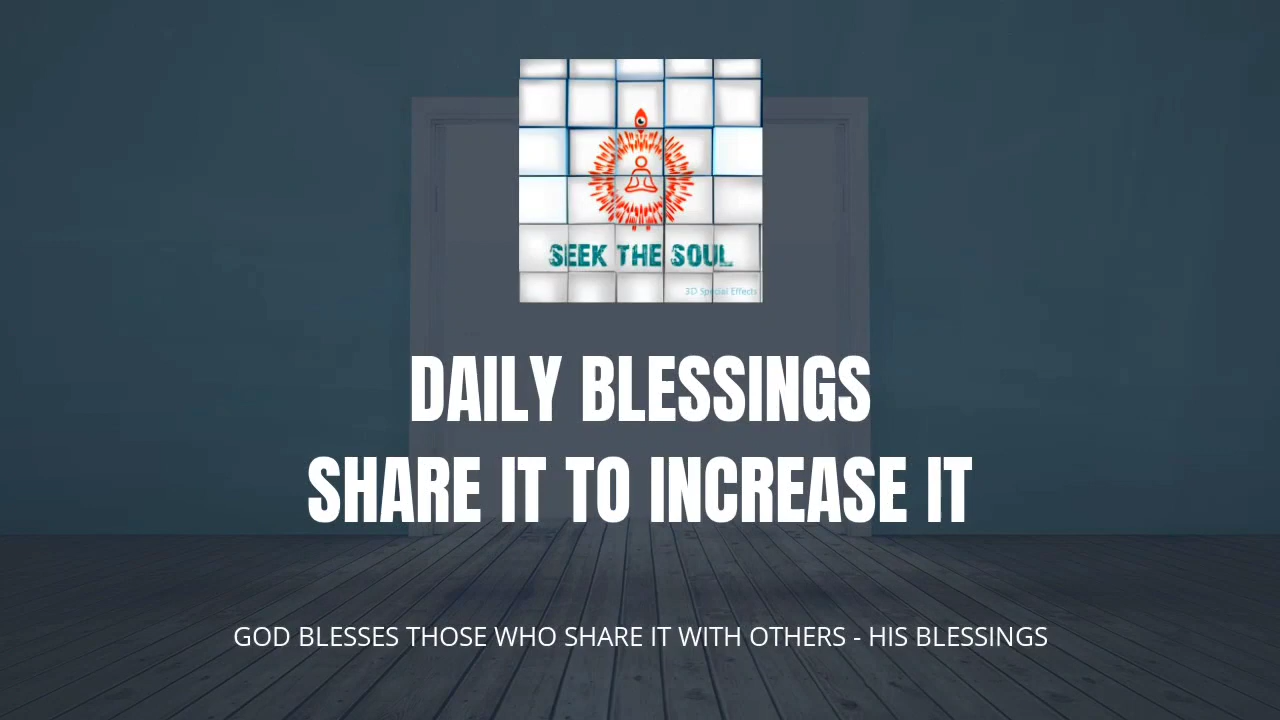 SEEK THE SOUL
3D Special Effects
DAILY BLESSINGS
SHARE IT TO INCREASE IT
GOD BLESSES THOSE WHO SHARE IT WITH OTHERS - HIS BLESSINGS